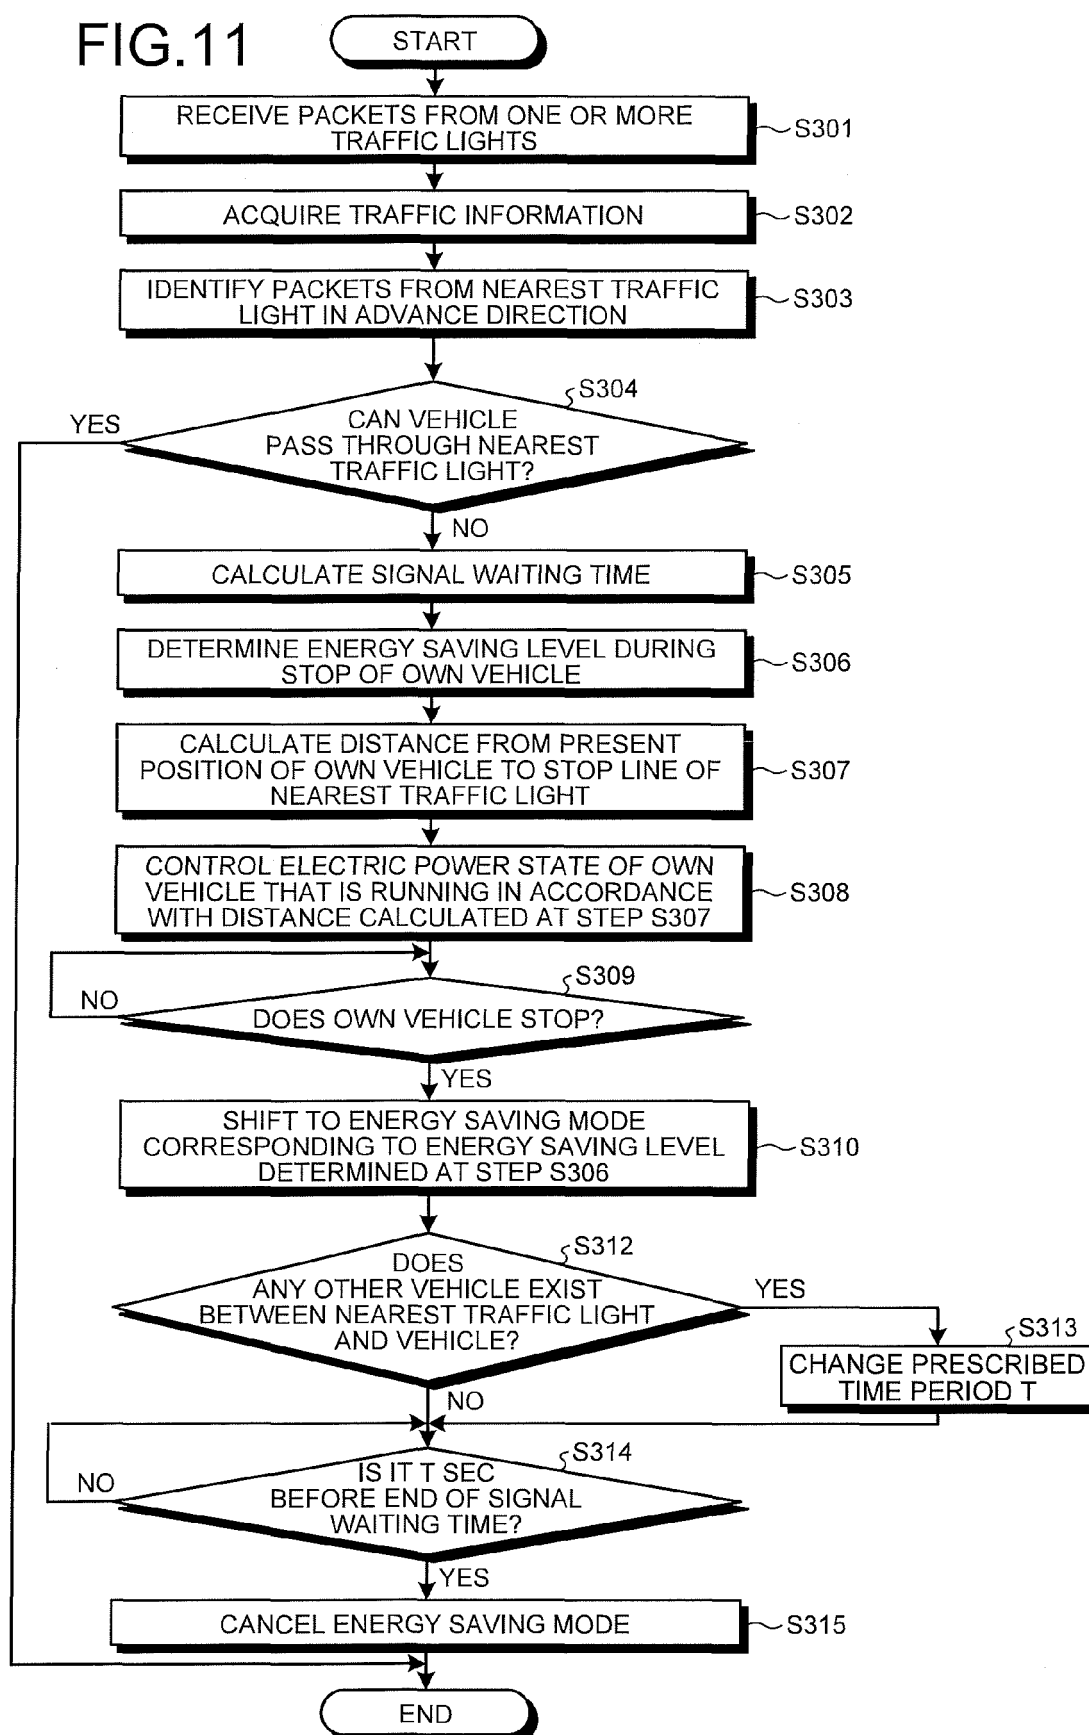 FIG.11
START
RECEIVE PACKETS FROM ONE OR MORE
TRAFFIC LIGHTS
S301
ACQUIRE TRAFFIC INFORMATION
S302
IDENTIFY PACKETS FROM NEAREST TRAFFIC
LIGHT IN ADVANCE DIRECTION
S303
S304
YES
CAN VEHICLE
PASS THROUGH NEAREST
TRAFFIC LIGHT?
NO
CALCULATE SIGNAL WAITING TIME
S305
DETERMINE ENERGY SAVING LEVEL DURING
STOP OF OWN VEHICLE
S306
CALCULATE DISTANCE FROM PRESENT
POSITION OF OWN VEHICLE TO STOP LINE OF
NEAREST TRAFFIC LIGHT
S307
CONTROL ELECTRIC POWER STATE OF OWN
VEHICLE THAT IS RUNNING IN ACCORDANCE
WITH DISTANCE CALCULATED AT STEP S307
S308
S309
NO
DOES OWN VEHICLE STOP?
YES
SHIFT TO ENERGY SAVING MODE
CORRESPONDING TO ENERGY SAVING LEVEL
DETERMINED AT STEP S306
S310
S312
DOES
ANY OTHER VEHICLE EXIST
BETWEEN NEAREST TRAFFIC LIGHT
AND VEHICLE?
YES
S313
CHANGE PRESCRIBED
TIME PERIOD T
NO
S314
NO
IS IT T SEC
BEFORE END OF SIGNAL
WAITING TIME?
YES
CANCEL ENERGY SAVING MODE
S315
END